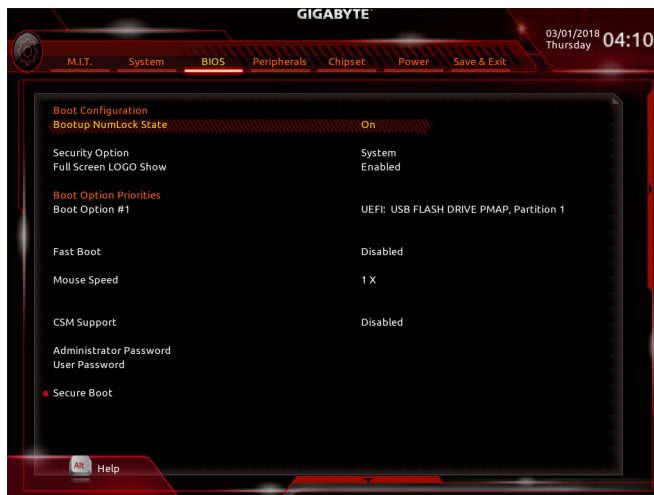 GIGABYTE™
03/01/2018
Thursday
04:10
M.I.T. System BIOS Peripherals Chipset Power Save & Exit
Boot Configuration
Bootup NumLock State On
Security Option System
Full Screen LOGO Show Enabled
Boot Option Priorities
Boot Option #1 UEFI: USB FLASH DRIVE PMAP, Partition 1
Fast Boot Disabled
Mouse Speed 1 X
CSM Support Disabled
Administrator Password
User Password
Secure Boot
Alt Help